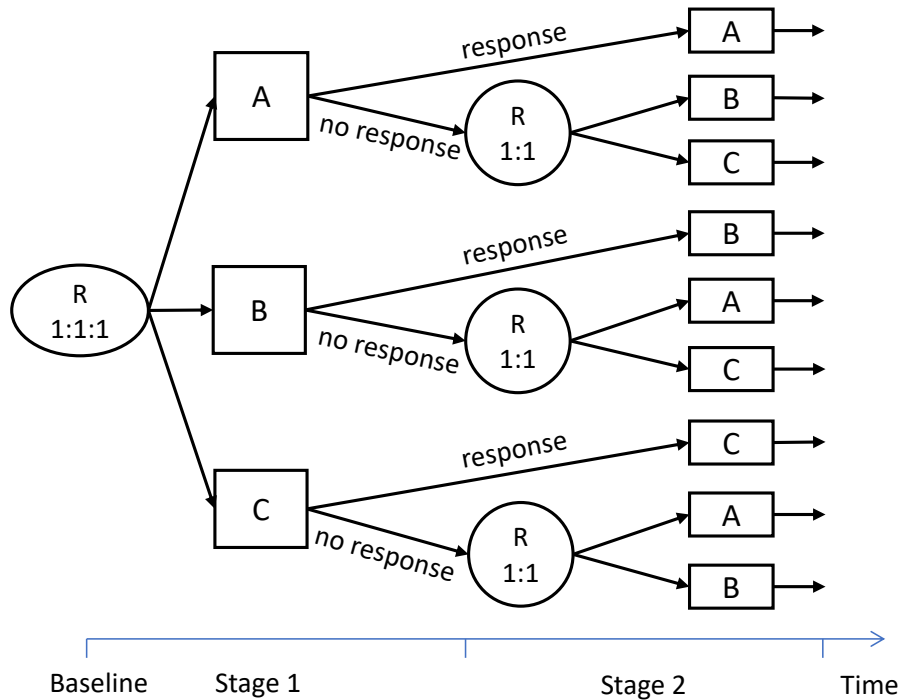 R
1:1:1
A
response
no response
R
1:1
A
B
C
B
response
no response
R
1:1
B
A
C
C
response
no response
R
1:1
C
A
B
Baseline
Stage 1
Stage 2
Time